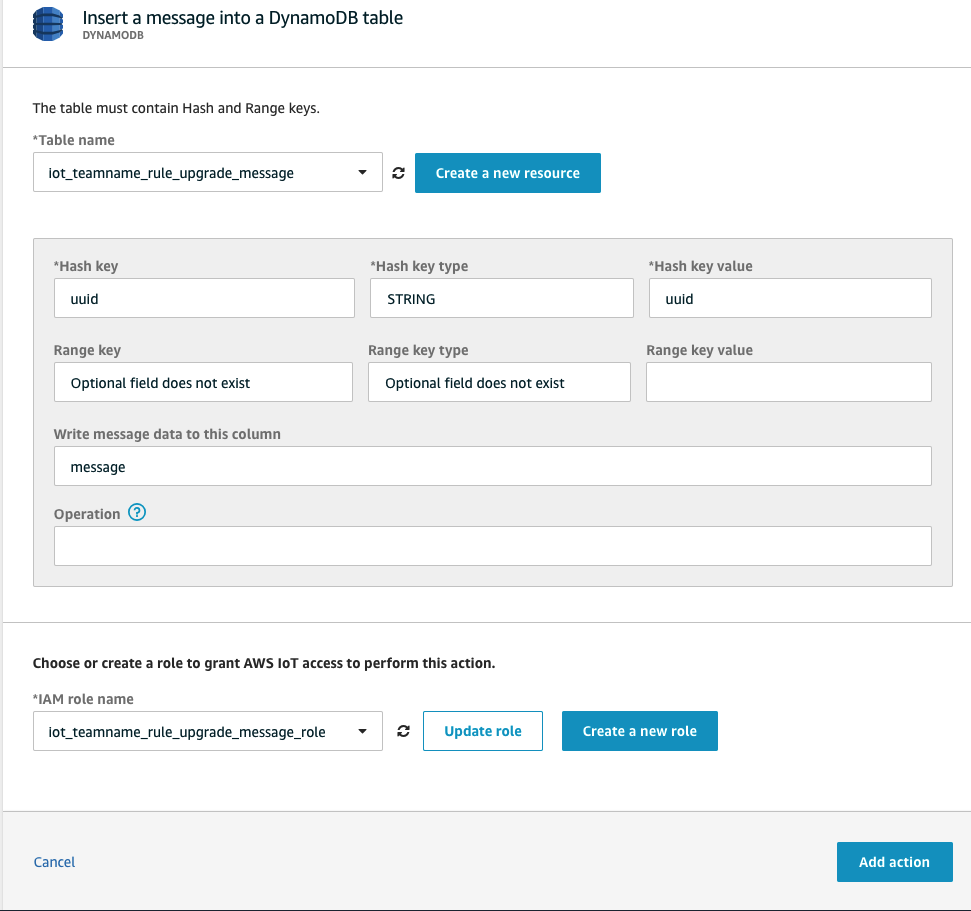 Insert a message into a DynamoDB table
DYNAMODB
The table must contain Hash and Range keys.
*Table name
iot_teamname_rule_upgrade_message
Create a new resource
*Hash key
*Hash key type
*Hash key value
uuid
STRING
uuid
Range key
Range key type
Range key value
Optional field does not exist
Optional field does not exist
Write message data to this column
message
Operation ?
Choose or create a role to grant AWS IoT access to perform this action.
*IAM role name
iot_teamname_rule_upgrade_message_role
Update role
Create a new role
Cancel
Add action